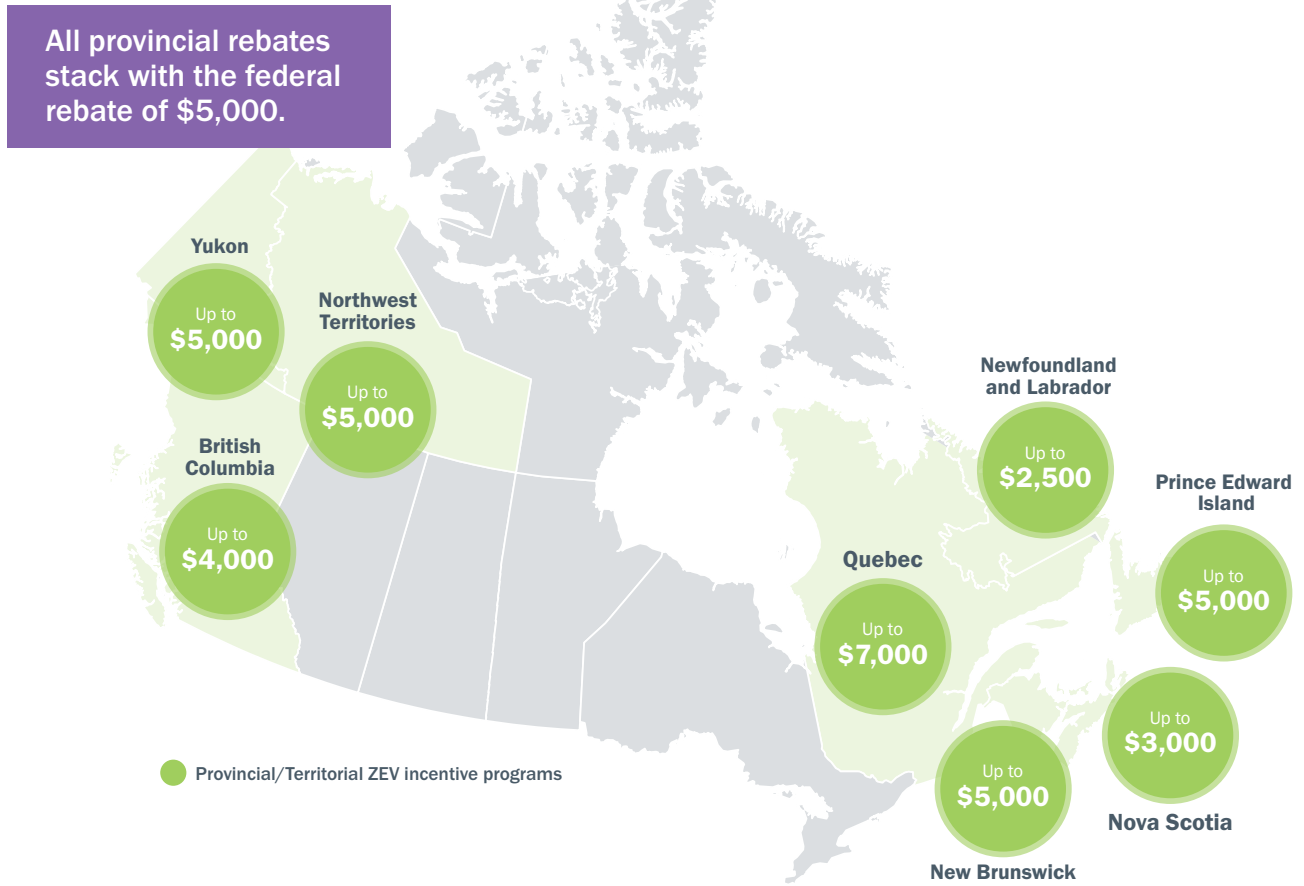 All provincial rebates
stack with the federal
rebate of $5,000.
Yukon
Up to
$5,000
Northwest
Territories
Up to
$5,000
British
Columbia
Up to
$4,000
Newfoundland
and Labrador
Up to
$2,500
Prince Edward
Island
Up to
$5,000
Quebec
Up to
$7,000
Up to
$3,000
Nova Scotia
Up to
$5,000
New Brunswick
Provincial/Territorial ZEV incentive programs